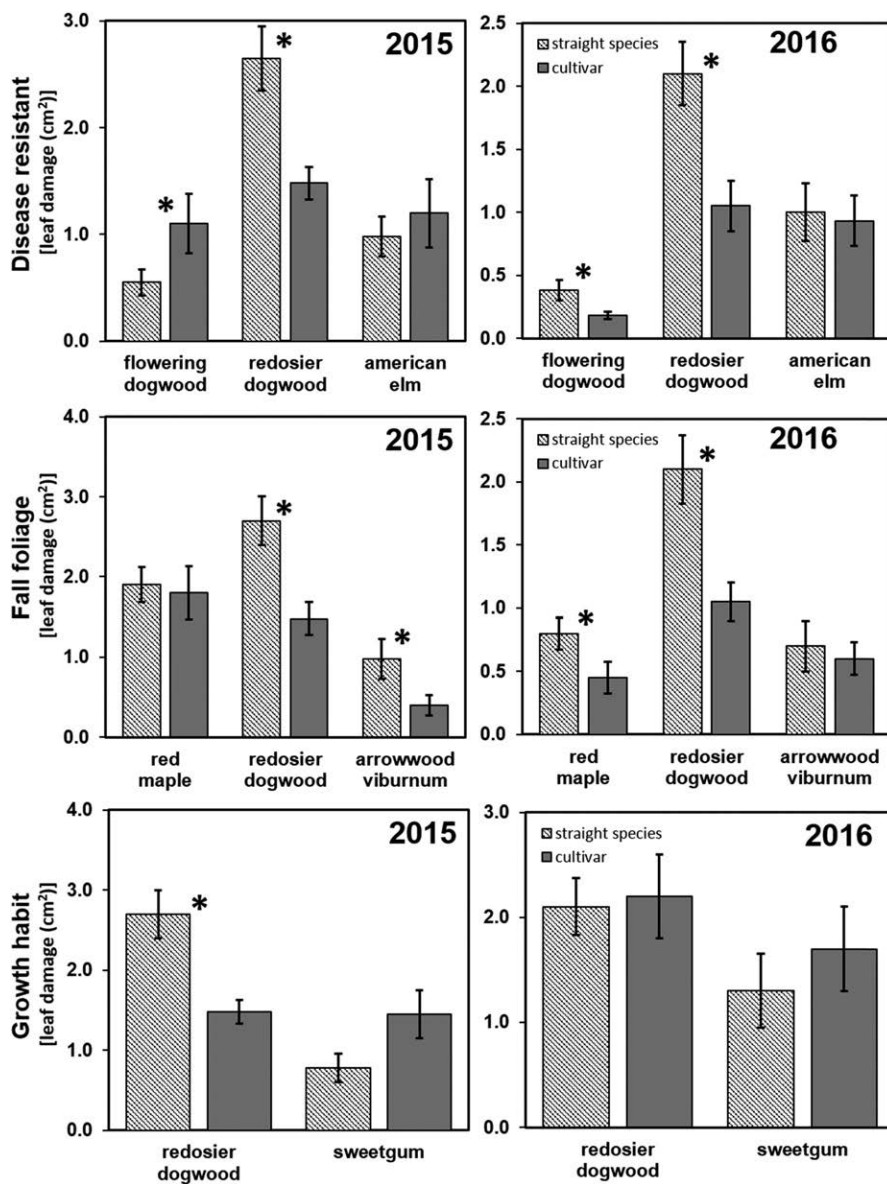 Disease resistant
[leaf damage (cm²)]
3.0
2.0
1.0
0.0
2015
*
*
flowering
dogwood
redosier
dogwood
american
elm
2.5
2.0
1.5
1.0
0.5
0.0
straight species
cultivar
2016
*
*
flowering
dogwood
redosier
dogwood
american
elm
Fall foliage
[leaf damage (cm²)]
4.0
3.0
2.0
1.0
0.0
2015
*
*
red
maple
redosier
dogwood
arrowwood
viburnum
2.5
2.0
1.5
1.0
0.5
0.0
straight species
cultivar
2016
*
*
red
maple
redosier
dogwood
arrowwood
viburnum
Growth habit
[leaf damage (cm²)]
4.0
3.0
2.0
1.0
0.0
2015
*
redosier
dogwood
sweetgum
3.0
2.0
1.0
0.0
straight species
cultivar
2016
redosier
dogwood
sweetgum